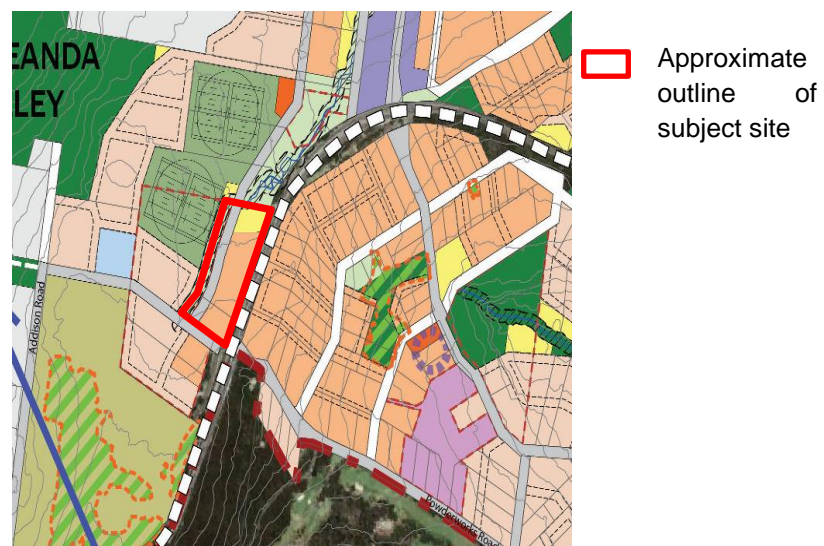 EANDA
LEY
Addison Road
Powderworks Road
Approximate
outline of
subject site